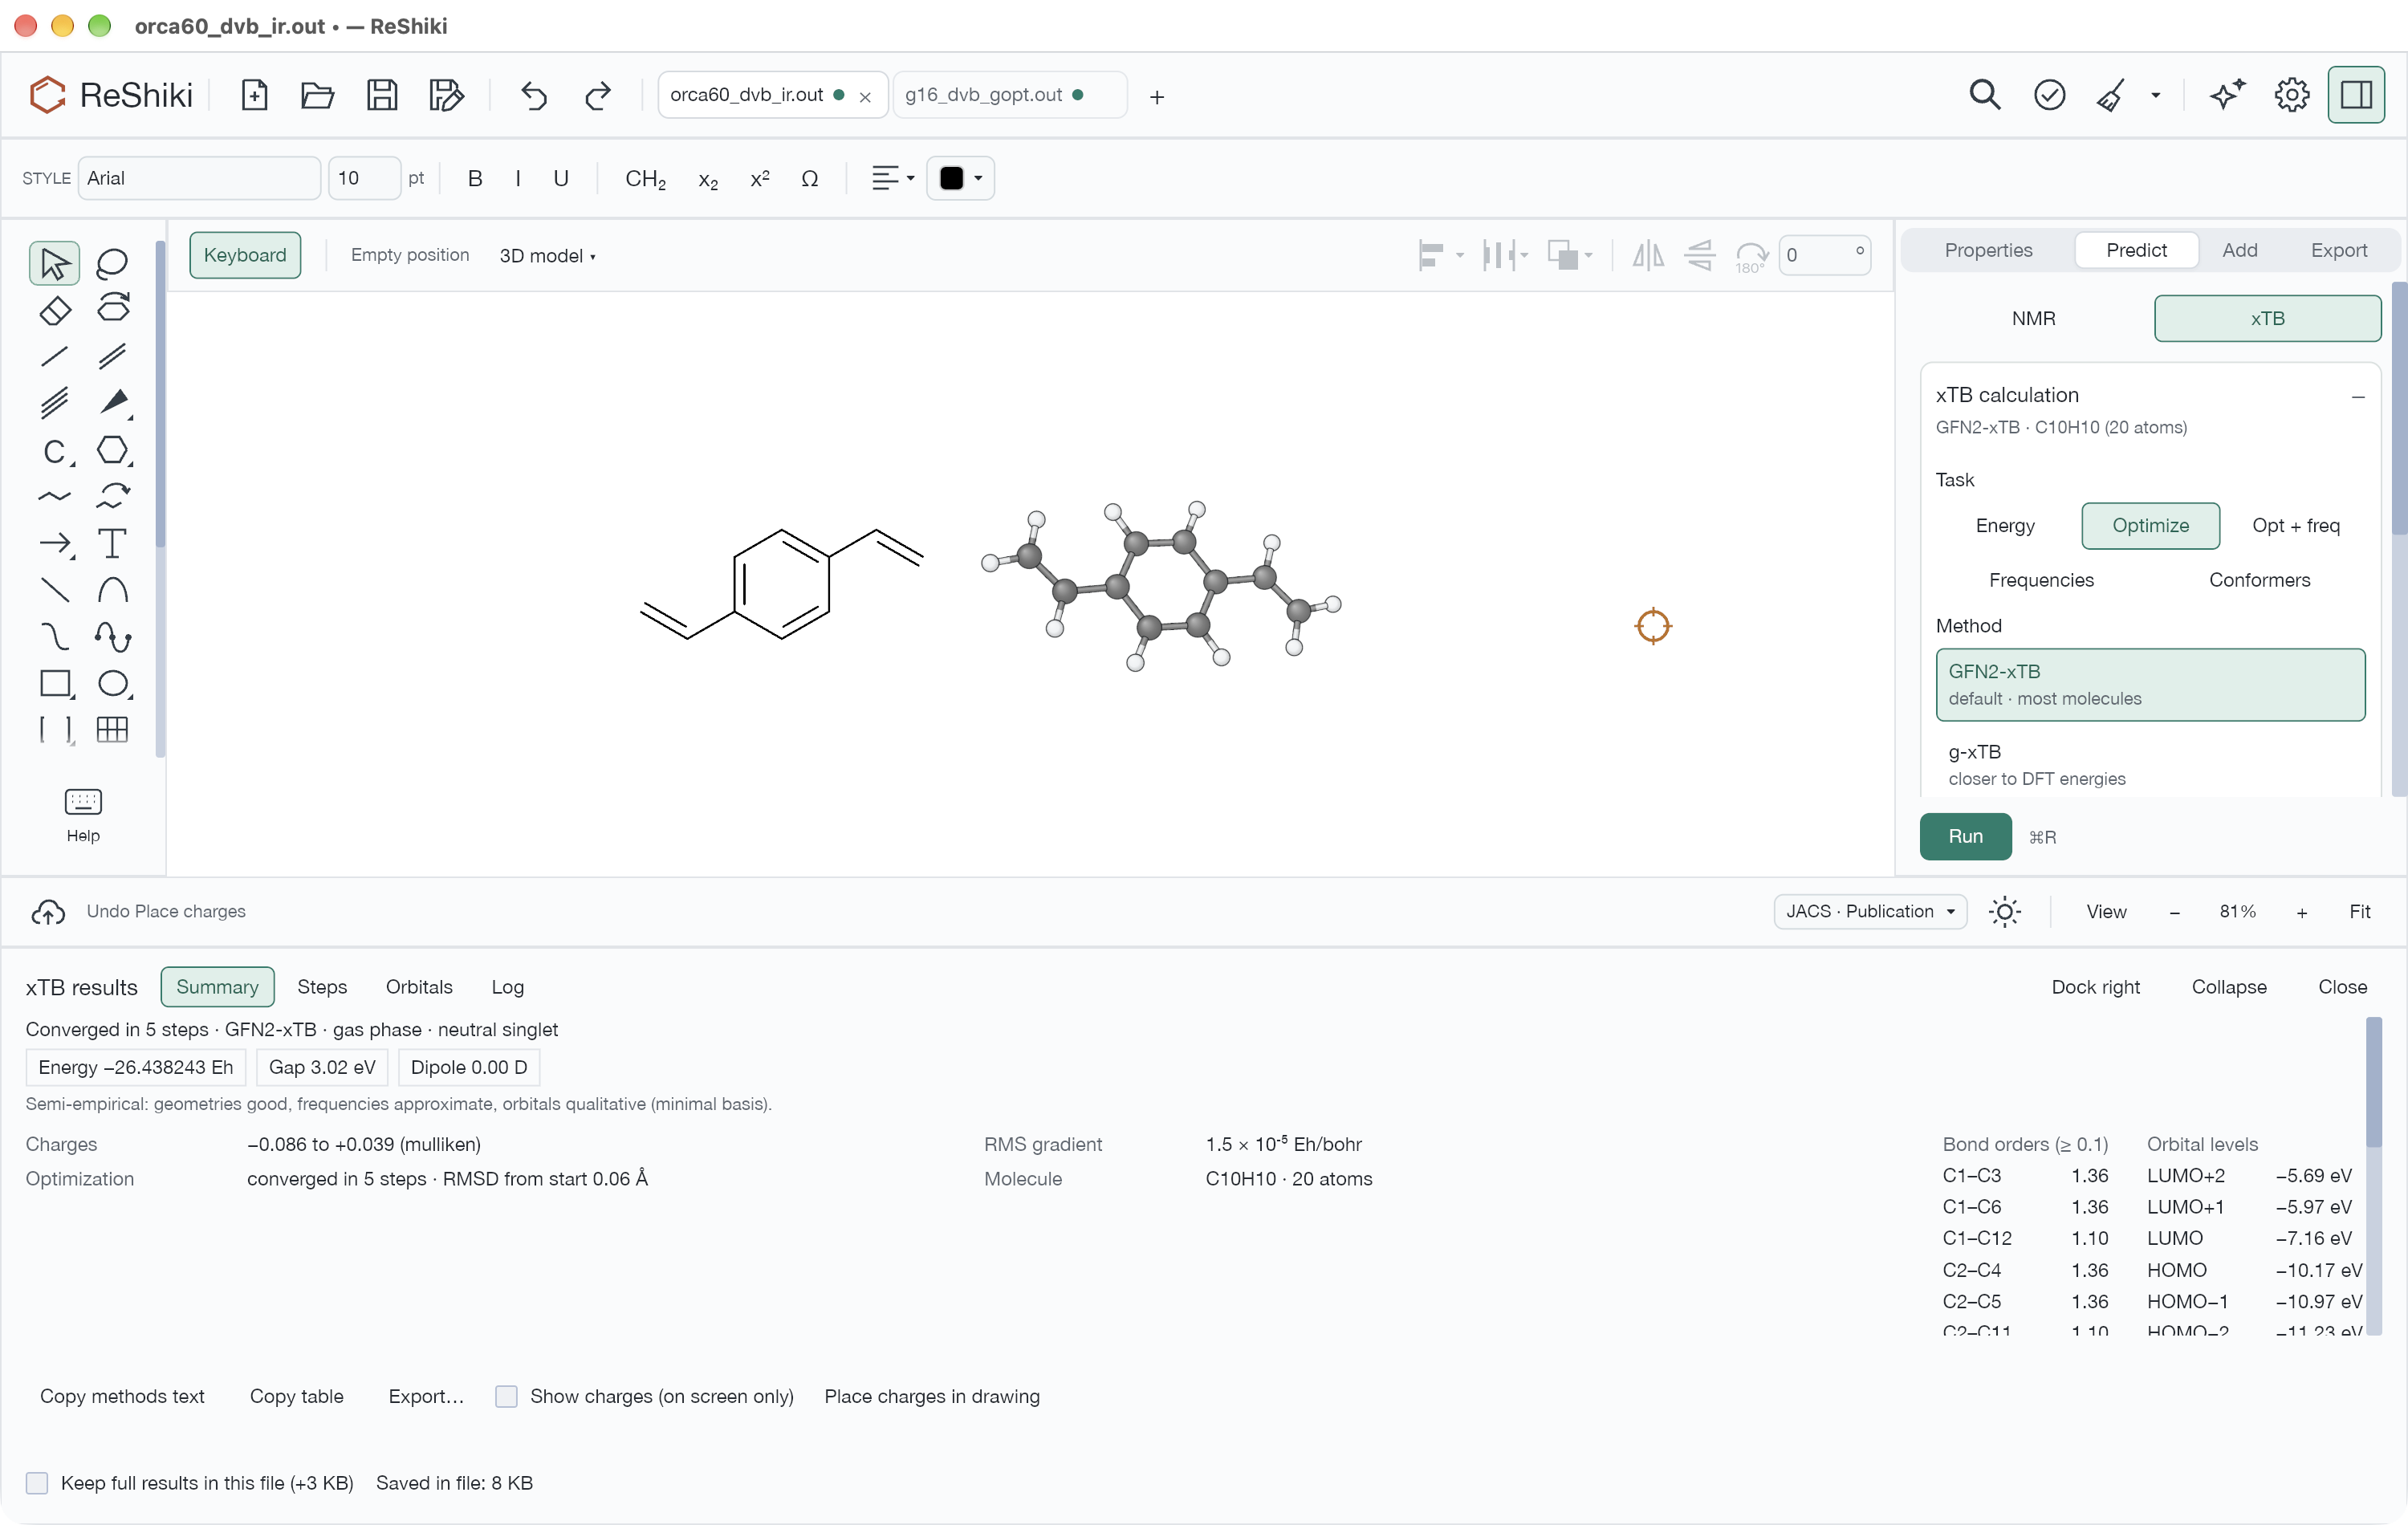 orca60_dvb_ir.out • — ReShiki
ReShiki
orca60_dvb_ir.out ×
g16_dvb_gopt.out
+
STYLE Arial 10 pt B I U CH₂ x₂ x² Ω
Keyboard Empty position 3D model 180° 0 °
Properties Predict Add Export
NMR xTB
xTB calculation –
GFN2-xTB · C10H10 (20 atoms)
Task
Energy Optimize Opt + freq
Frequencies Conformers
Method
GFN2-xTB
default · most molecules
g-xTB
closer to DFT energies
Run ⌘R
C
T
Help
Undo Place charges
JACS · Publication View – 81% + Fit
xTB results Summary Steps Orbitals Log Dock right Collapse Close
Converged in 5 steps · GFN2-xTB · gas phase · neutral singlet
Energy −26.438243 Eh Gap 3.02 eV Dipole 0.00 D
Semi-empirical: geometries good, frequencies approximate, orbitals qualitative (minimal basis).
Charges −0.086 to +0.039 (mulliken) RMS gradient 1.5 × 10⁻⁵ Eh/bohr
Optimization converged in 5 steps · RMSD from start 0.06 Å Molecule C10H10 · 20 atoms
Bond orders (≥ 0.1) Orbital levels
C1–C3 1.36 LUMO+2 −5.69 eV
C1–C6 1.36 LUMO+1 −5.97 eV
C1–C12 1.10 LUMO −7.16 eV
C2–C4 1.36 HOMO −10.17 eV
C2–C5 1.36 HOMO−1 −10.97 eV
C2–C11 1.10 HOMO−2 −11.23 eV
Copy methods text Copy table Export… Show charges (on screen only) Place charges in drawing
Keep full results in this file (+3 KB) Saved in file: 8 KB